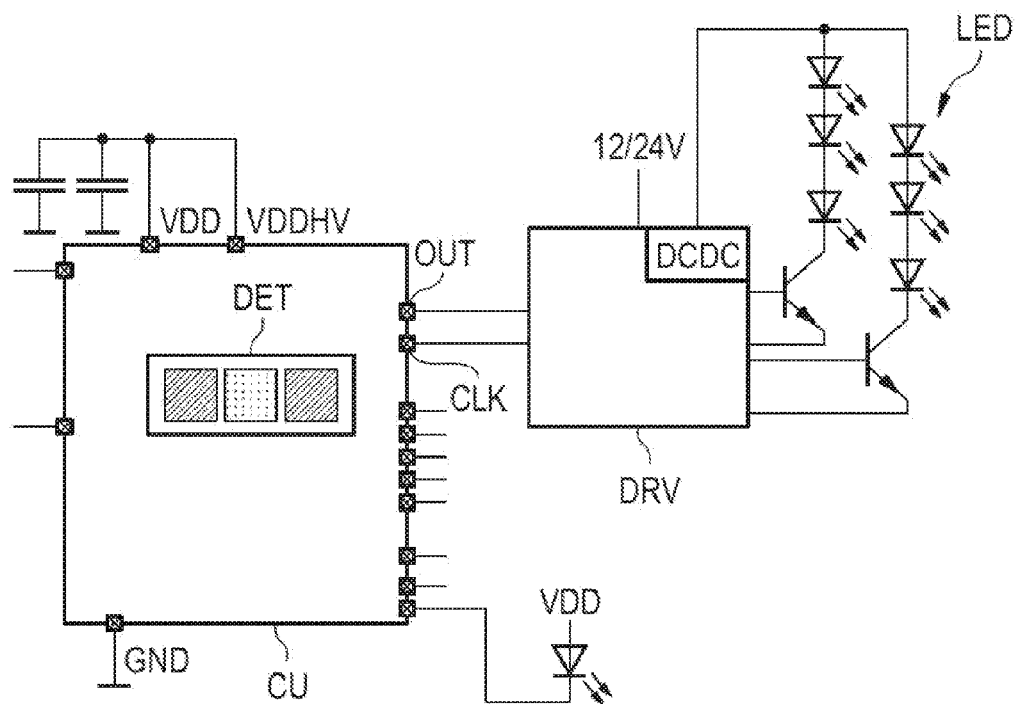 LED
12/24V
VDD
VDDHV
OUT
DCDC
DET
CLK
DRV
VDD
GND
CU